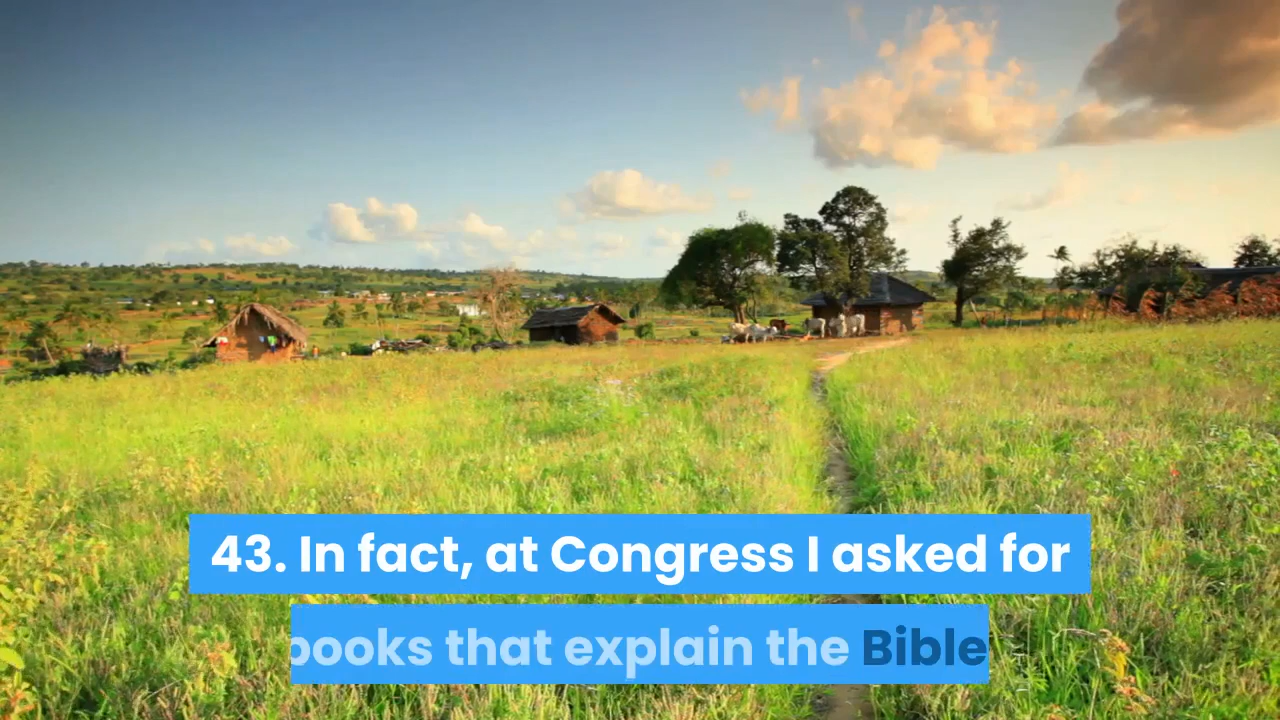 43. In fact, at Congress I asked for
books that explain the Bible